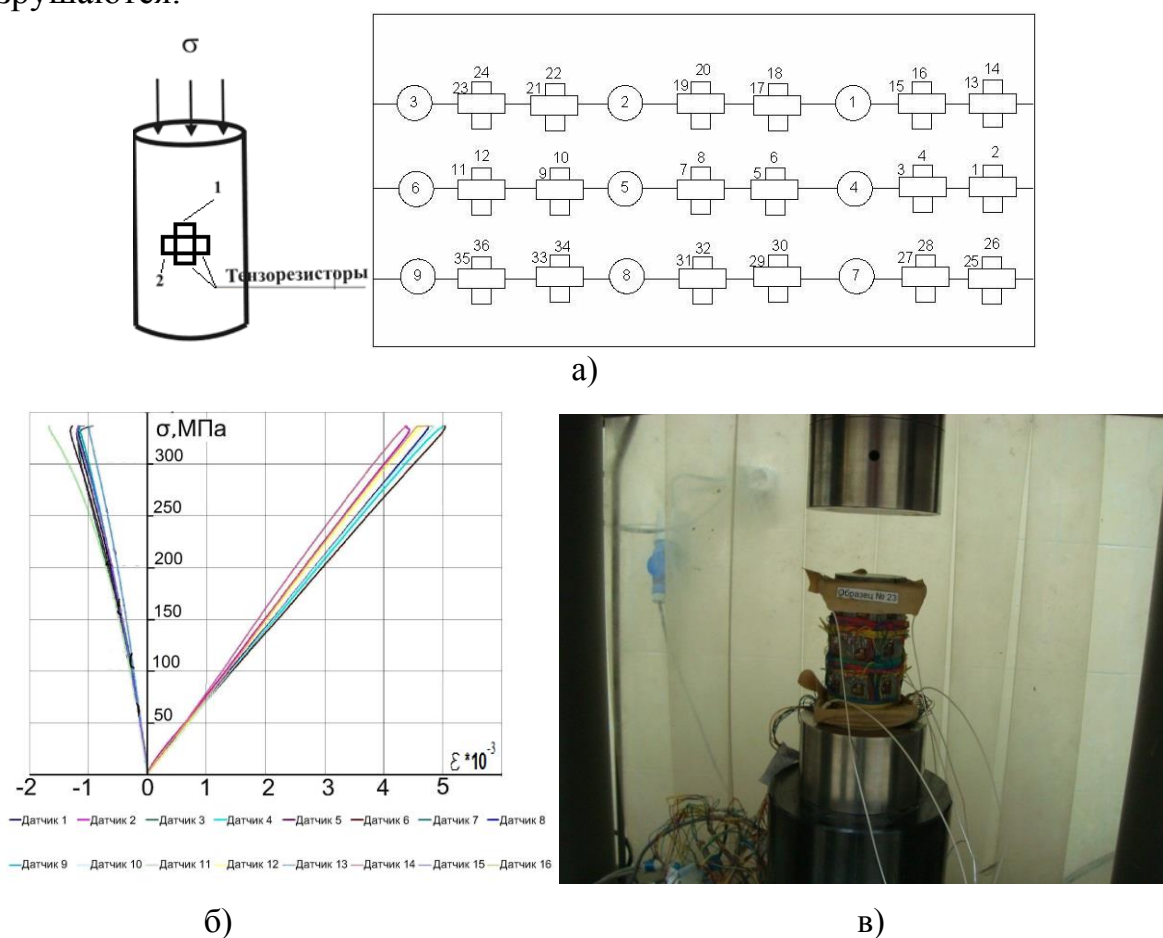 зрушаются.
σ
1
2
Тензорезисторы
24 22 20 18 16 14
23 21 19 17 15 13
3 2 1
12 10 8 6 4 2
11 9 7 5 3 1
6 5 4
36 34 32 30 28 26
35 33 31 29 27 25
9 8 7
а)
σ,МПа
300
250
200
150
100
50
ε*10⁻³
-2 -1 0 1 2 3 4 5
Датчик 1 Датчик 2 Датчик 3 Датчик 4 Датчик 5 Датчик 6 Датчик 7 Датчик 8
Датчик 9 Датчик 10 Датчик 11 Датчик 12 Датчик 13 Датчик 14 Датчик 15 Датчик 16
Образец № 23
б) в)